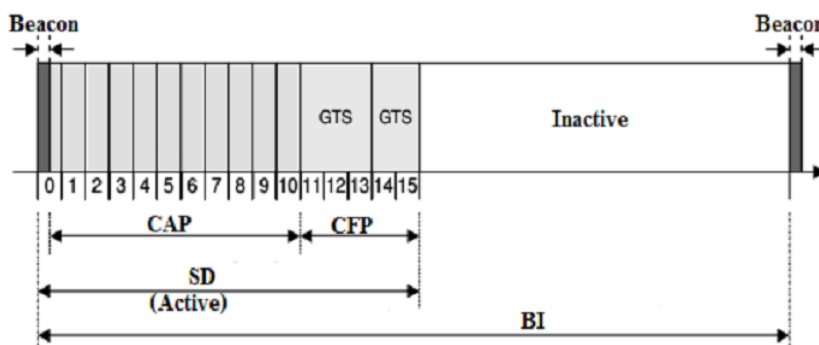 Beacon Beacon
GTS GTS Inactive
0 1 2 3 4 5 6 7 8 9 10 11 12 13 14 15
CAP CFP
SD
(Active)
BI